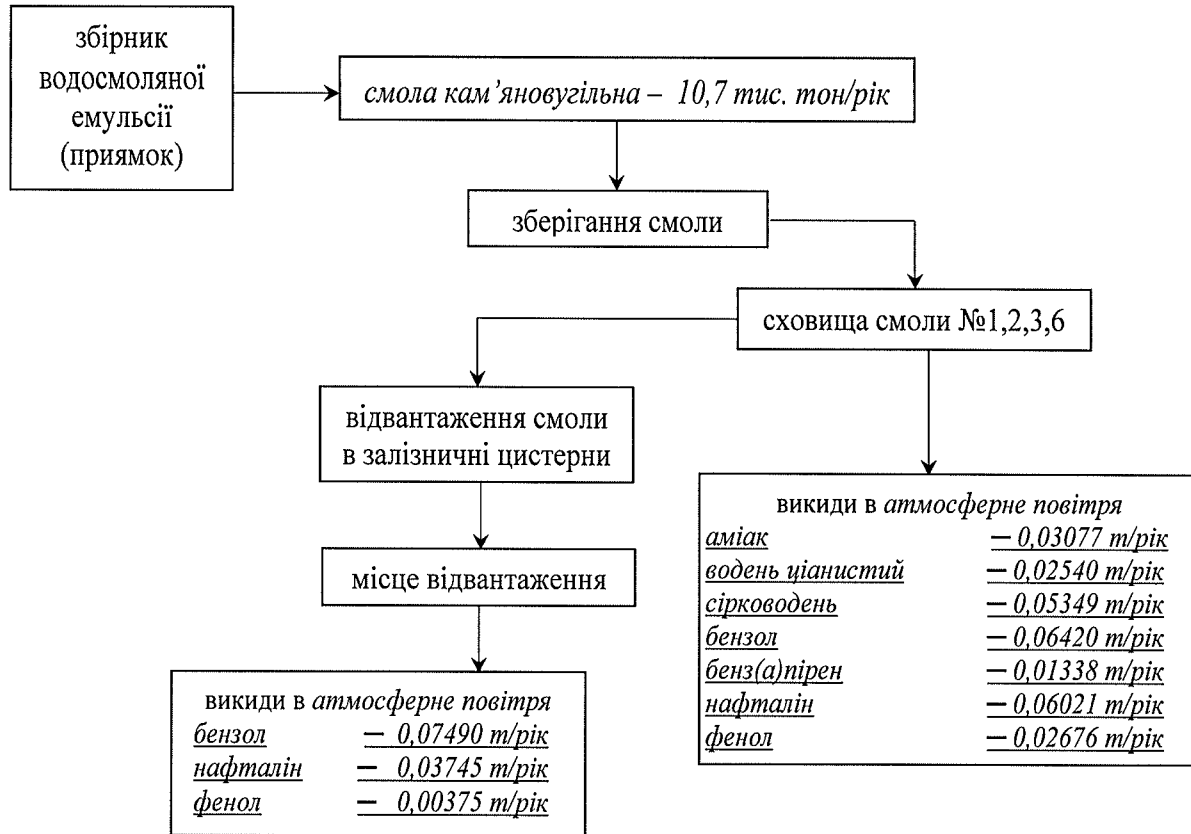 збірник
водосмоляної
емульсії
(приямок)
смола кам’яновугільна – 10,7 тис. тон/рік
зберігання смоли
сховища смоли №1,2,3,6
відвантаження смоли
в залізничні цистерни
місце відвантаження
викиди в атмосферне повітря
бензол – 0,07490 т/рік
нафталін – 0,03745 т/рік
фенол – 0,00375 т/рік
викиди в атмосферне повітря
аміак – 0,03077 т/рік
водень ціанистий – 0,02540 т/рік
сірководень – 0,05349 т/рік
бензол – 0,06420 т/рік
бенз(а)пірен – 0,01338 т/рік
нафталін – 0,06021 т/рік
фенол – 0,02676 т/рік